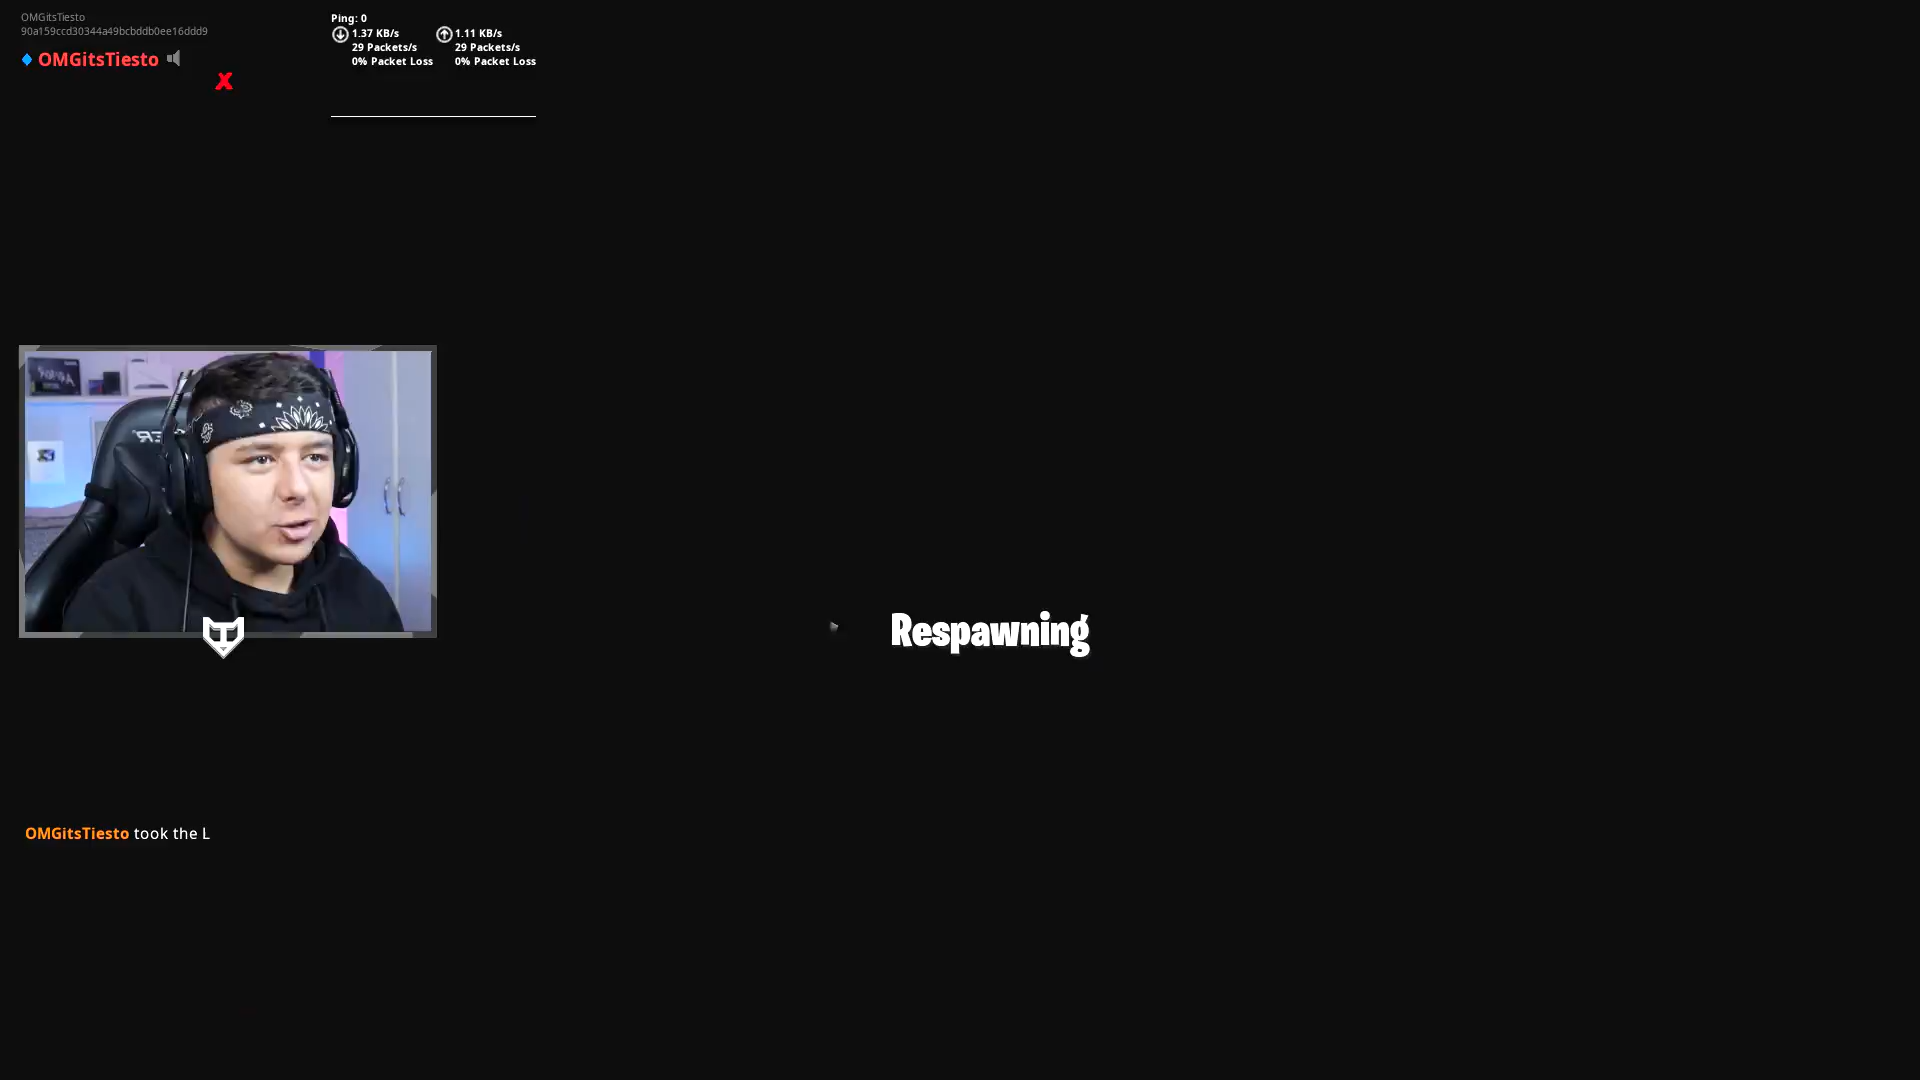 OMGitsTiesto
90a159ccd30344a49bcbddb0ee16ddd9
OMGitsTiesto
X
Ping: 0
1.37 KB/s
29 Packets/s
0% Packet Loss
1.11 KB/s
29 Packets/s
0% Packet Loss
Respawning
OMGitsTiesto took the L